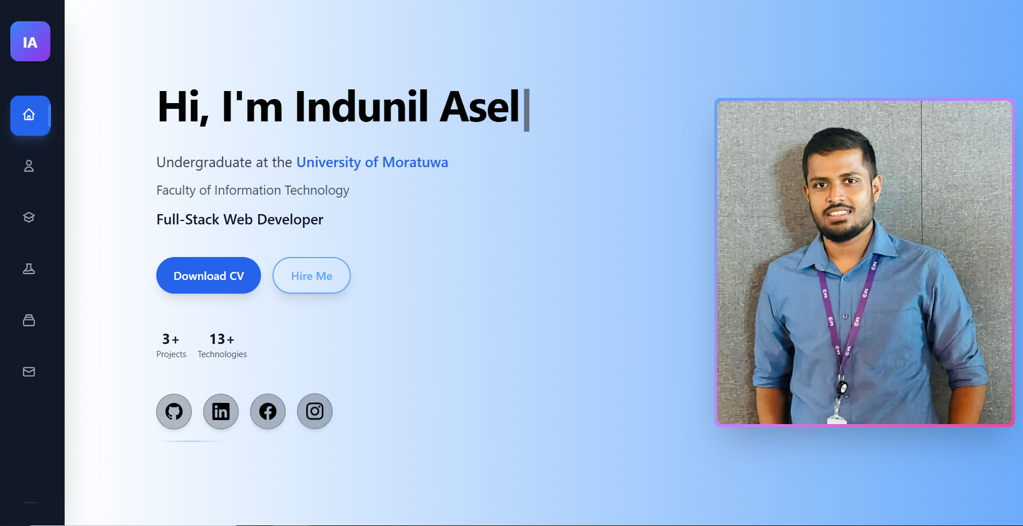 IA
Hi, I'm Indunil Asel|
Undergraduate at the University of Moratuwa
Faculty of Information Technology
Full-Stack Web Developer
Download CV
Hire Me
3+ 13+
Projects Technologies